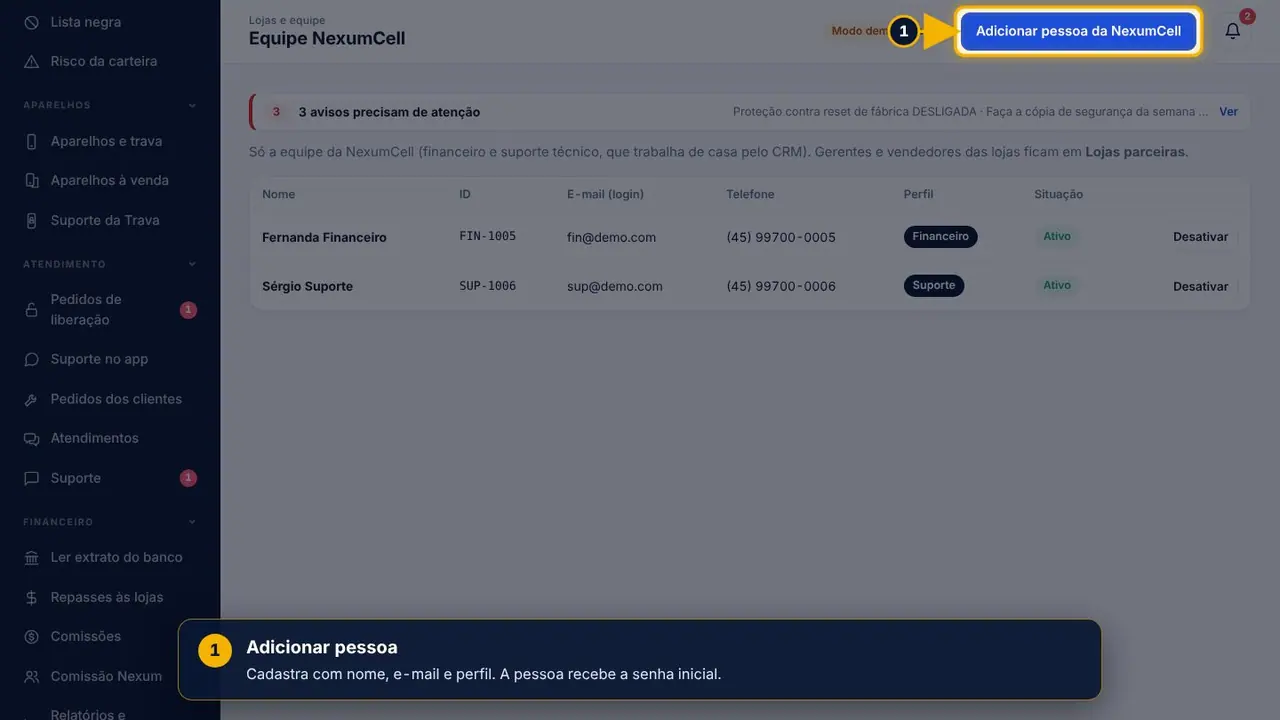 Lista negra
Risco da carteira
APARELHOS
Aparelhos e trava
Aparelhos à venda
Suporte da Trava
ATENDIMENTO
Pedidos de
liberação
1
Suporte no app
Pedidos dos clientes
Atendimentos
Suporte
1
FINANCEIRO
Ler extrato do banco
Repasses às lojas
Comissões
Comissão Nexum
Relatórios e
Lojas e equipe
Equipe NexumCell
Modo dem
1
Adicionar pessoa da NexumCell
2
3
3 avisos precisam de atenção
Proteção contra reset de fábrica DESLIGADA · Faça a cópia de segurança da semana ...
Ver
Só a equipe da NexumCell (financeiro e suporte técnico, que trabalha de casa pelo CRM). Gerentes e vendedores das lojas ficam em Lojas parceiras.
Nome ID E-mail (login) Telefone Perfil Situação
Fernanda Financeiro FIN-1005 fin@demo.com (45) 99700-0005 Financeiro Ativo Desativar
Sérgio Suporte SUP-1006 sup@demo.com (45) 99700-0006 Suporte Ativo Desativar
1
Adicionar pessoa
Cadastra com nome, e-mail e perfil. A pessoa recebe a senha inicial.